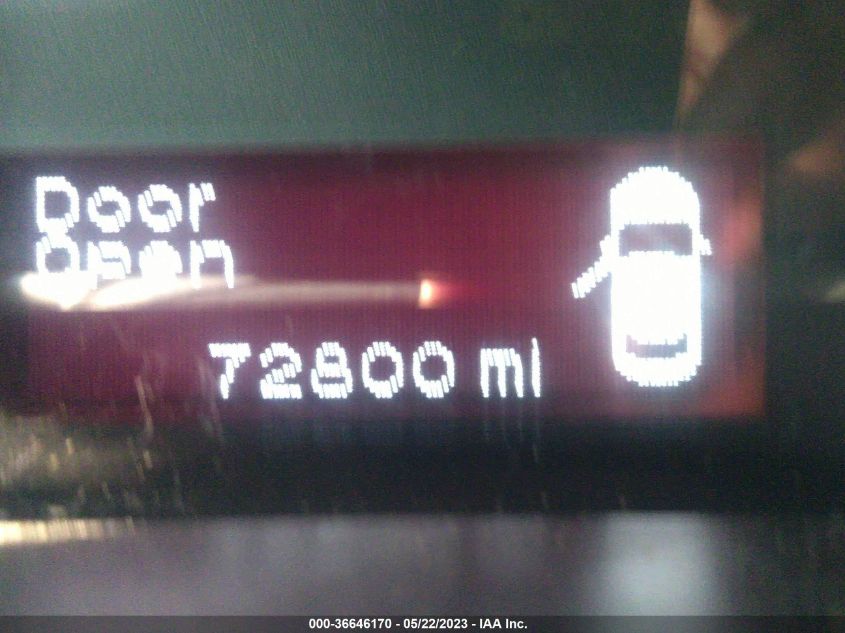 Door
Open
72800 mi
000-36646170 - 05/22/2023 - IAA Inc.